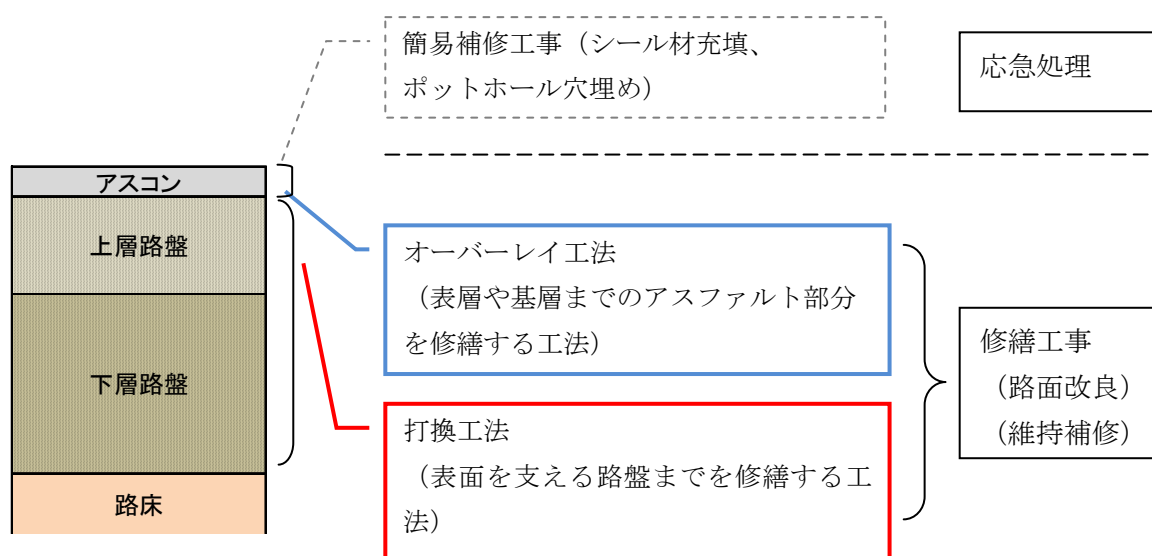 簡易補修工事（シール材充填、
ポットホール穴埋め）
応急処理
アスコン
上層路盤
下層路盤
路床
オーバーレイ工法
（表層や基層までのアスファルト部分
を修繕する工法）
打換工法
（表面を支える路盤までを修繕する工
法）
修繕工事
（路面改良）
（維持補修）